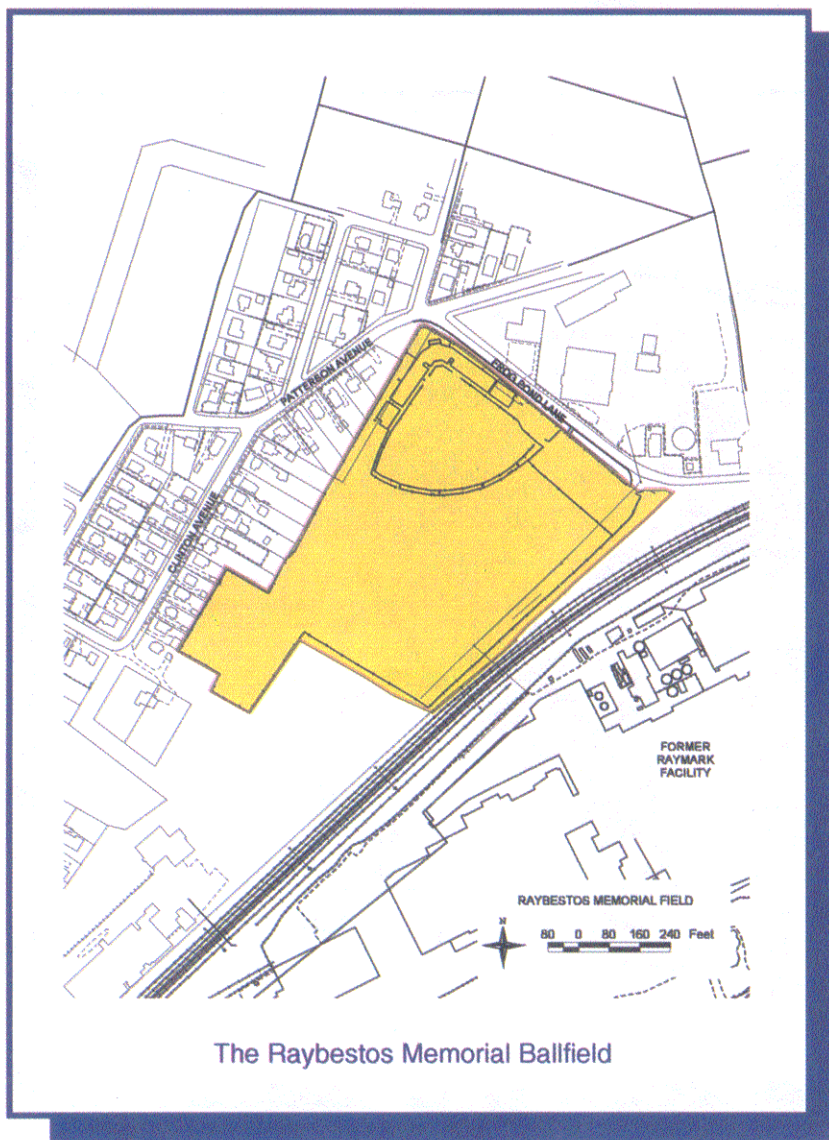 PATTERSON AVENUE
FROG POND LANE
CLINTON AVENUE
FORMER
RAYMARK
FACILITY
RAYBESTOS MEMORIAL FIELD
N
80 0 80 160 240 Feet
The Raybestos Memorial Ballfield